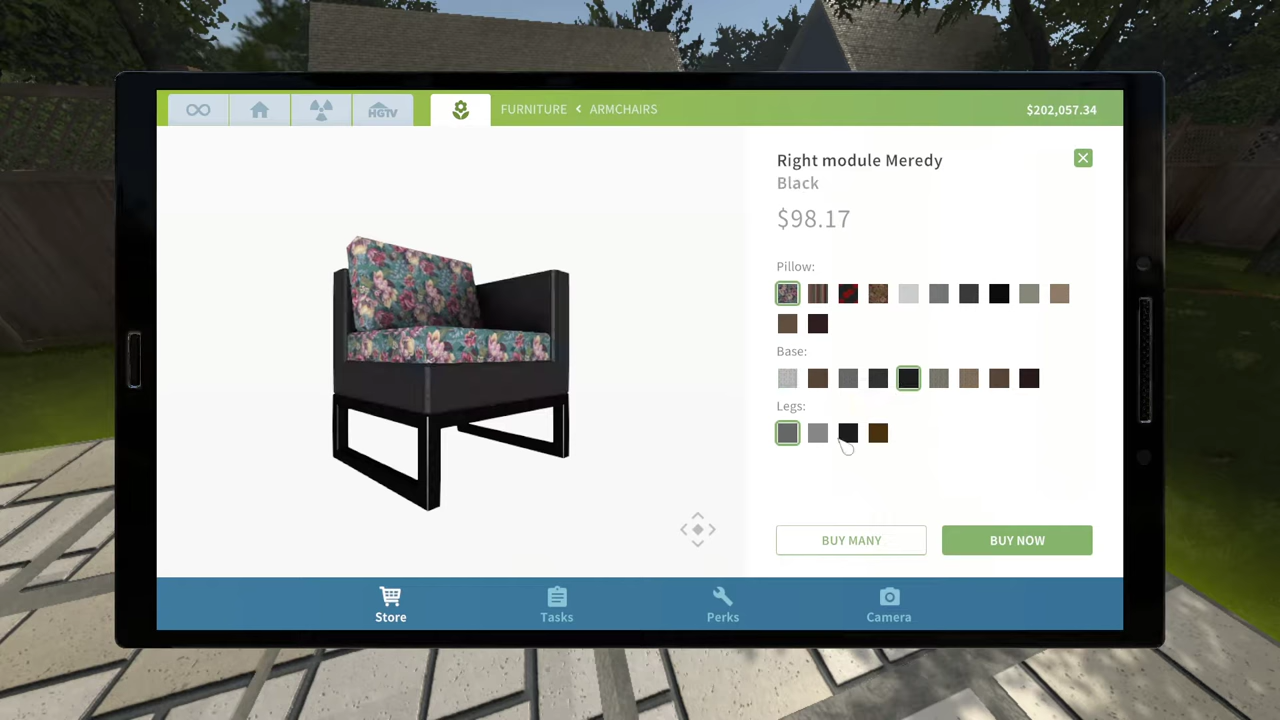 HGTV
FURNITURE < ARMCHAIRS
$202,057.34
Right module Meredy
Black
$98.17
Pillow:
Base:
Legs:
BUY MANY
BUY NOW
Store
Tasks
Perks
Camera